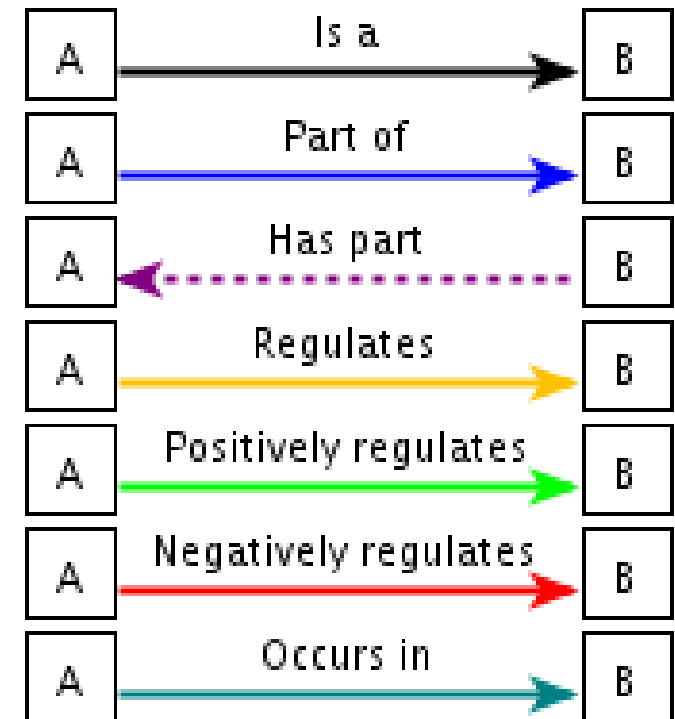 Is a
A B
Part of
A B
Has part
A B
Regulates
A B
Positively regulates
A B
Negatively regulates
A B
Occurs in
A B